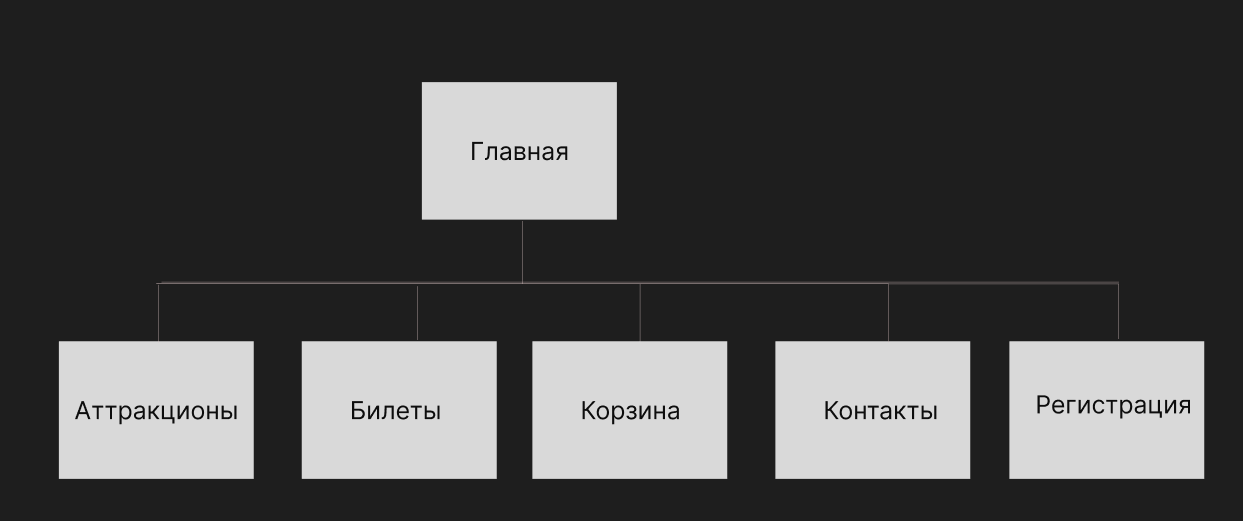 Главная
Аттракционы
Билеты
Корзина
Контакты
Регистрация